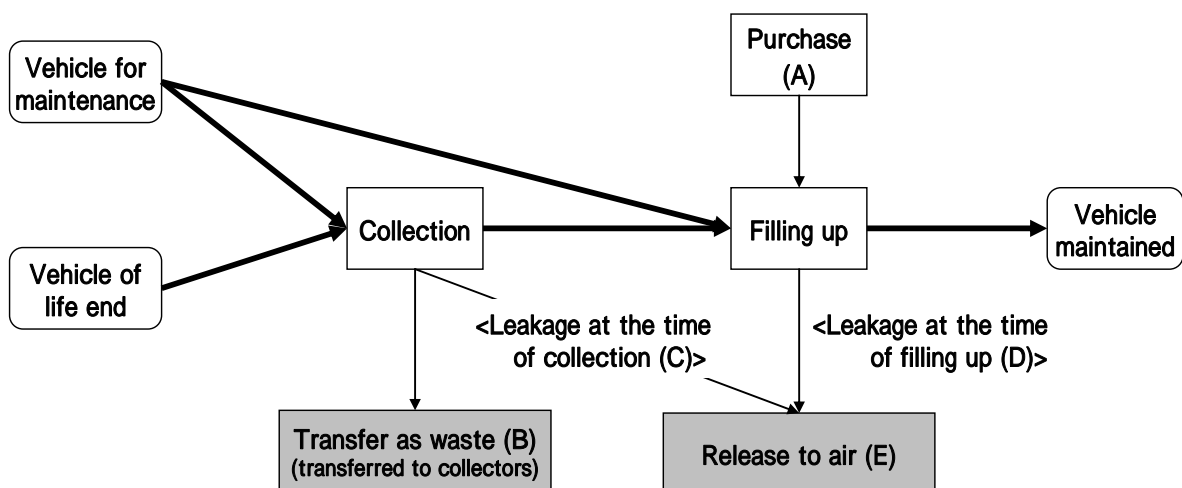 Purchase
(A)
Vehicle for
maintenance
Collection
Filling up
Vehicle
maintained
Vehicle of
life end
<Leakage at the time
of collection (C)>
<Leakage at the time
of filling up (D)>
Transfer as waste (B)
(transferred to collectors)
Release to air (E)